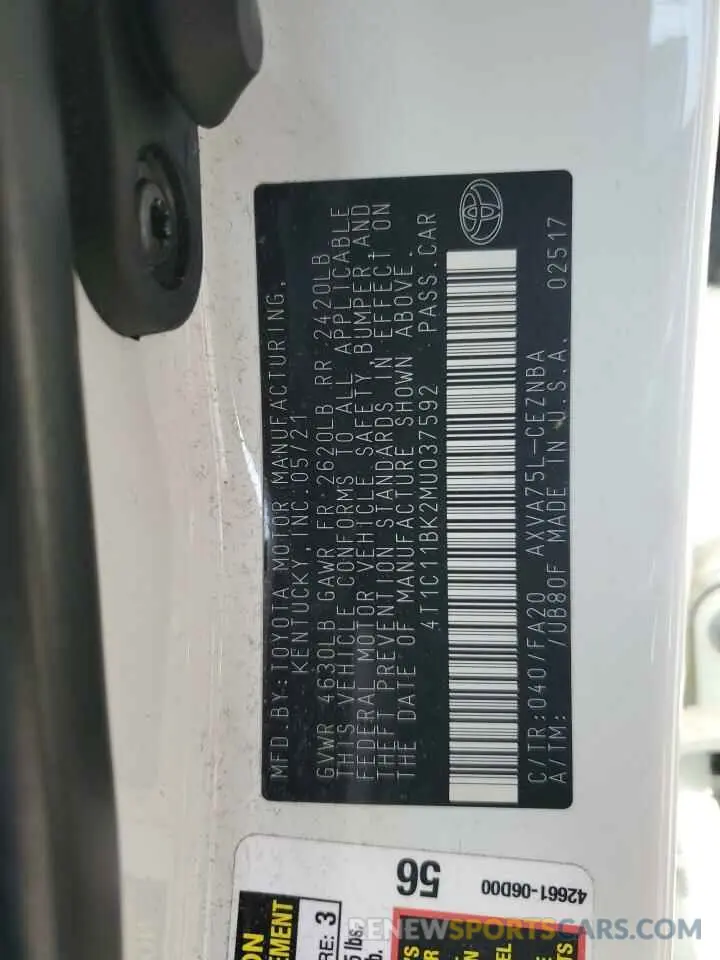 MFD.BY:TOYOTA MOTOR MANUFACTURING,
KENTUCKY, INC.05/21
GVWR 4630LB GAWR FR 2620LB RR 2420LB
THIS VEHICLE CONFORMS TO ALL APPLICABLE
FEDERAL MOTOR VEHICLE SAFETY, BUMPER,AND
THEFT PREVENTION STANDARDS IN EFFECT ON
THE DATE OF MANUFACTURE SHOWN ABOVE.
4T1C11BK2MU037592 PASS.CAR
C/TR:040/FA20 AXVA75L-CEZNBA 02517
A/TM: /UB80F MADE IN U.S.A.
56
42661-06D00
RE: 3
RENEWSPORTSCARS.COM